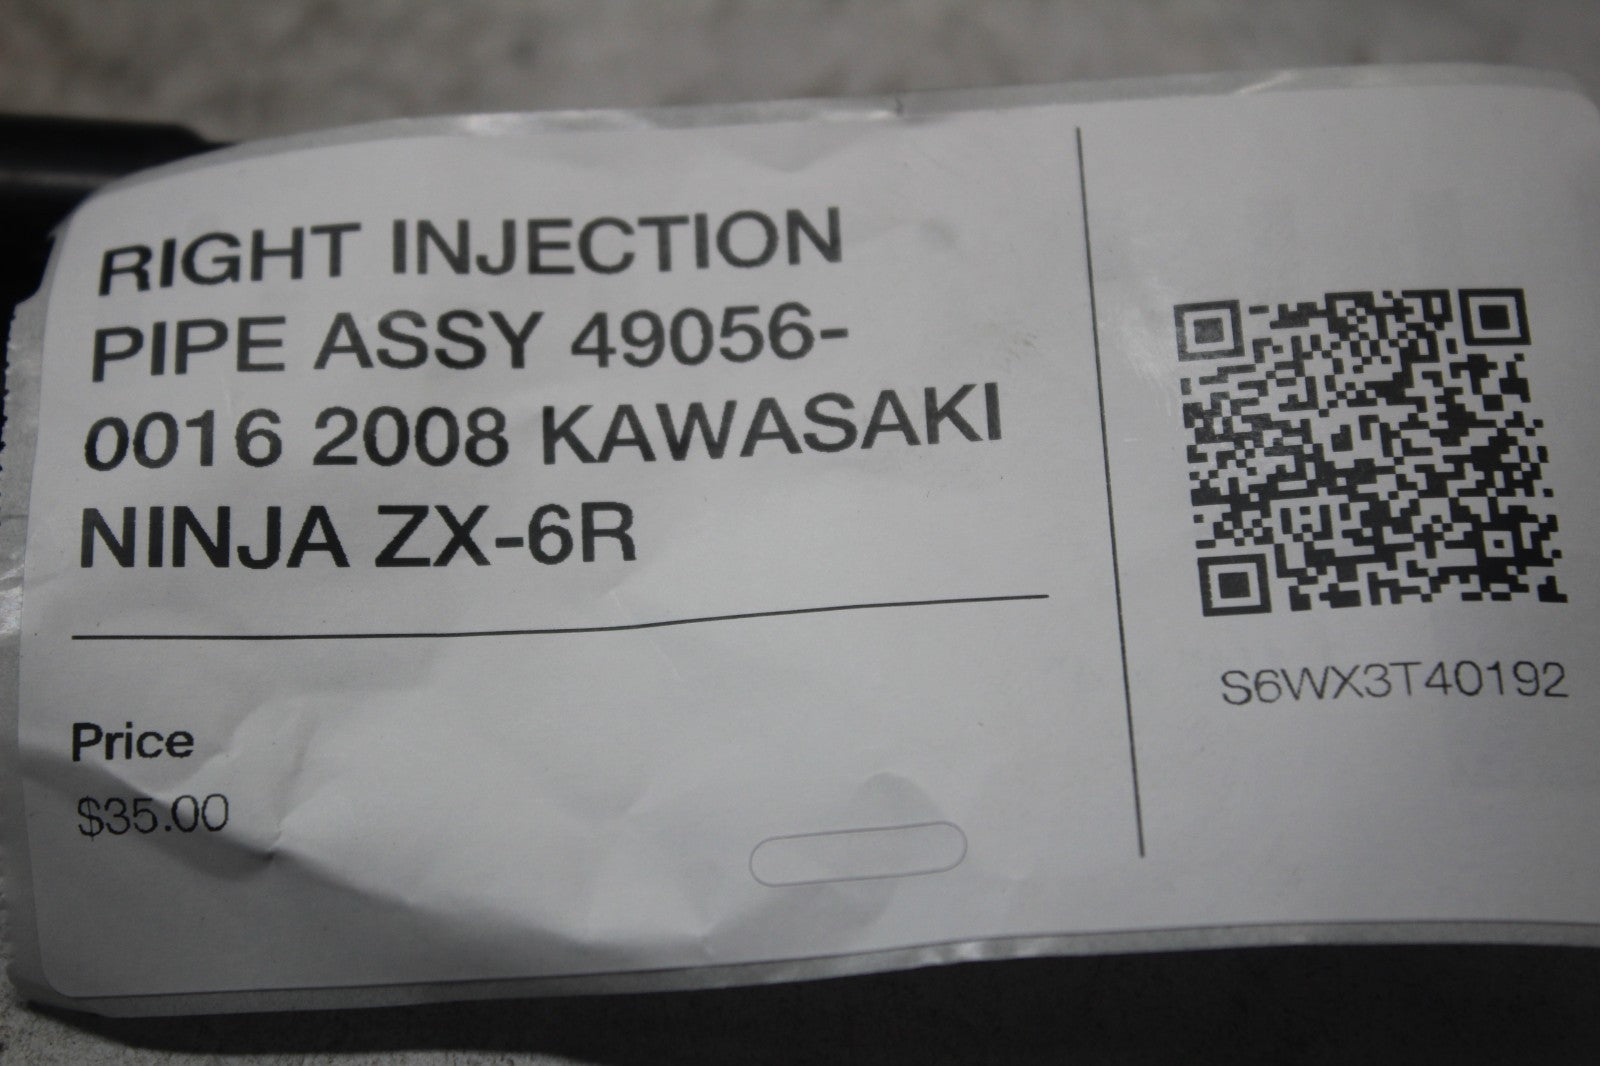 RIGHT INJECTION
PIPE ASSY 49056-
0016 2008 KAWASAKI
NINJA ZX-6R
Price
$35.00
S6WX3T40192